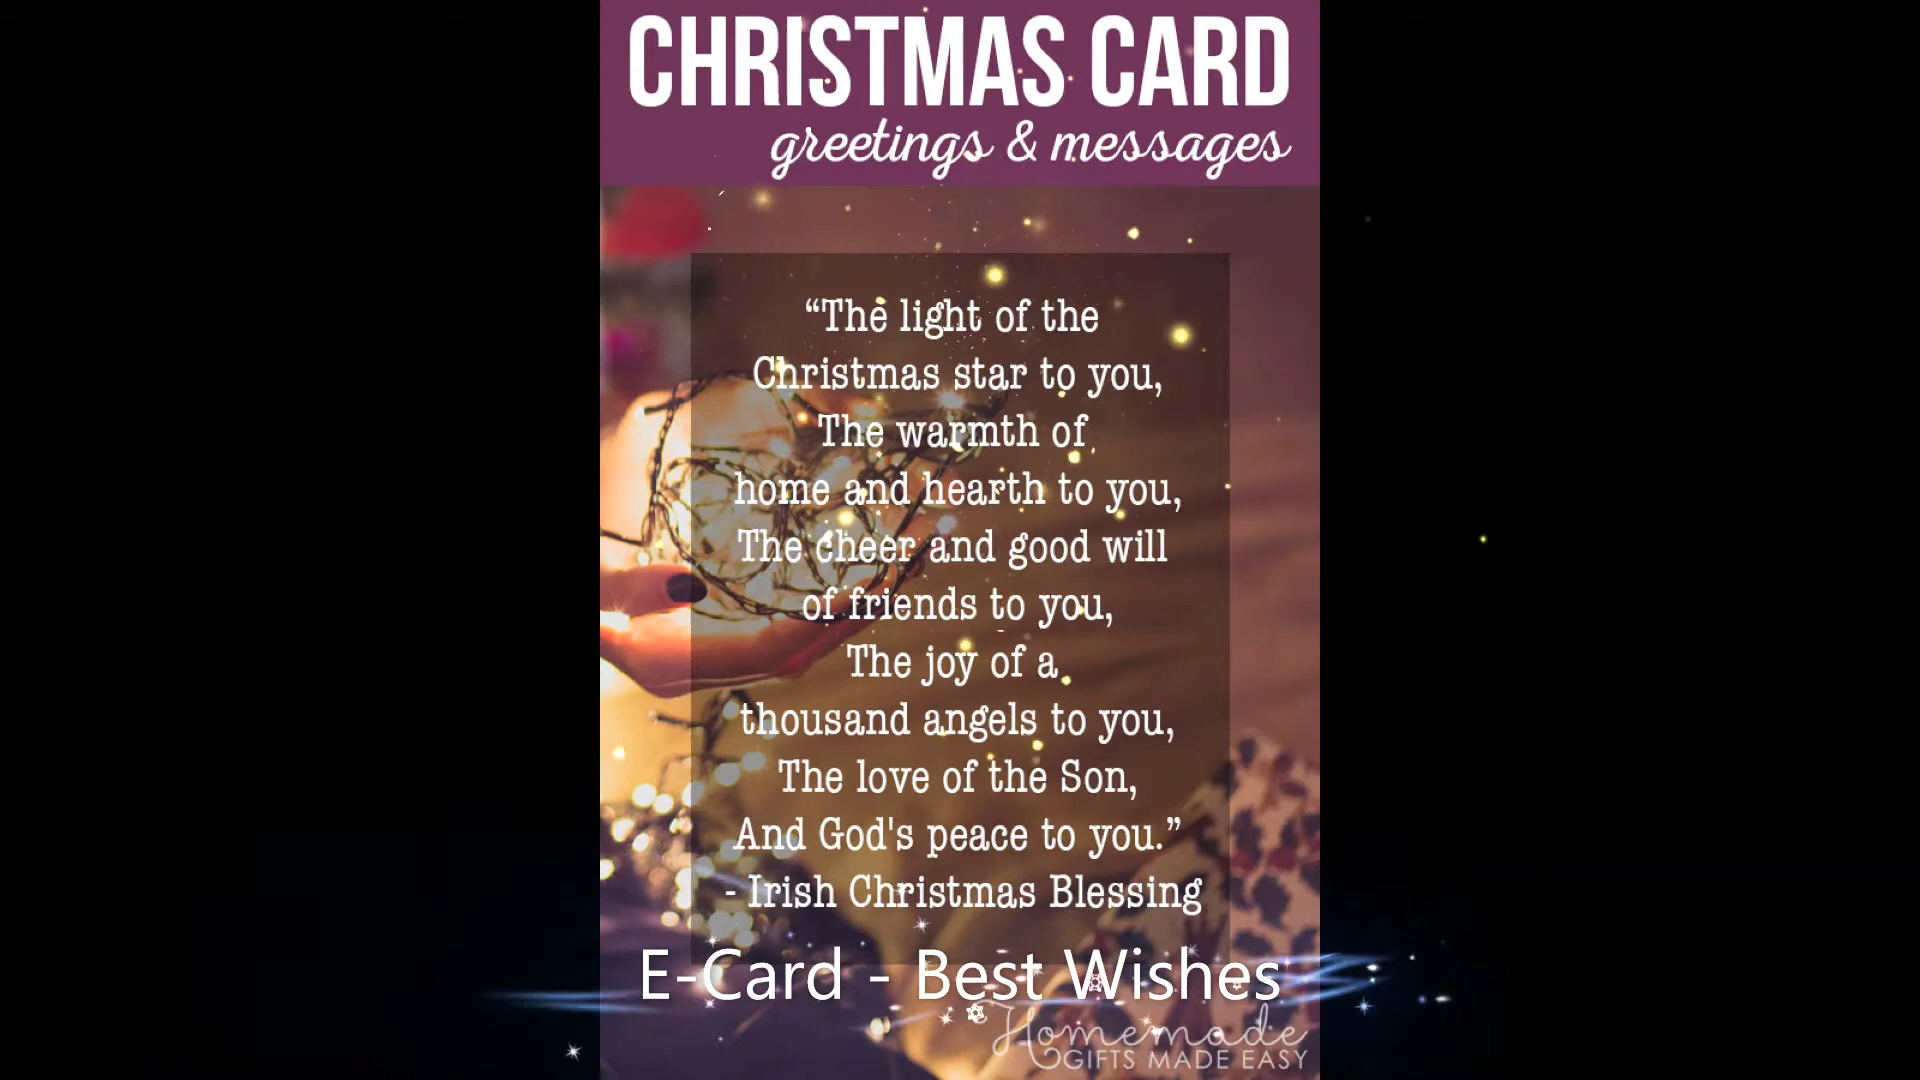 CHRISTMAS CARD
greetings & messages
“The light of the
Christmas star to you,
The warmth of
home and hearth to you,
The cheer and good will
of friends to you,
The joy of a
thousand angels to you,
The love of the Son,
And God's peace to you.”
- Irish Christmas Blessing
E-Card - Best Wishes
Homemade
GIFTS MADE EASY